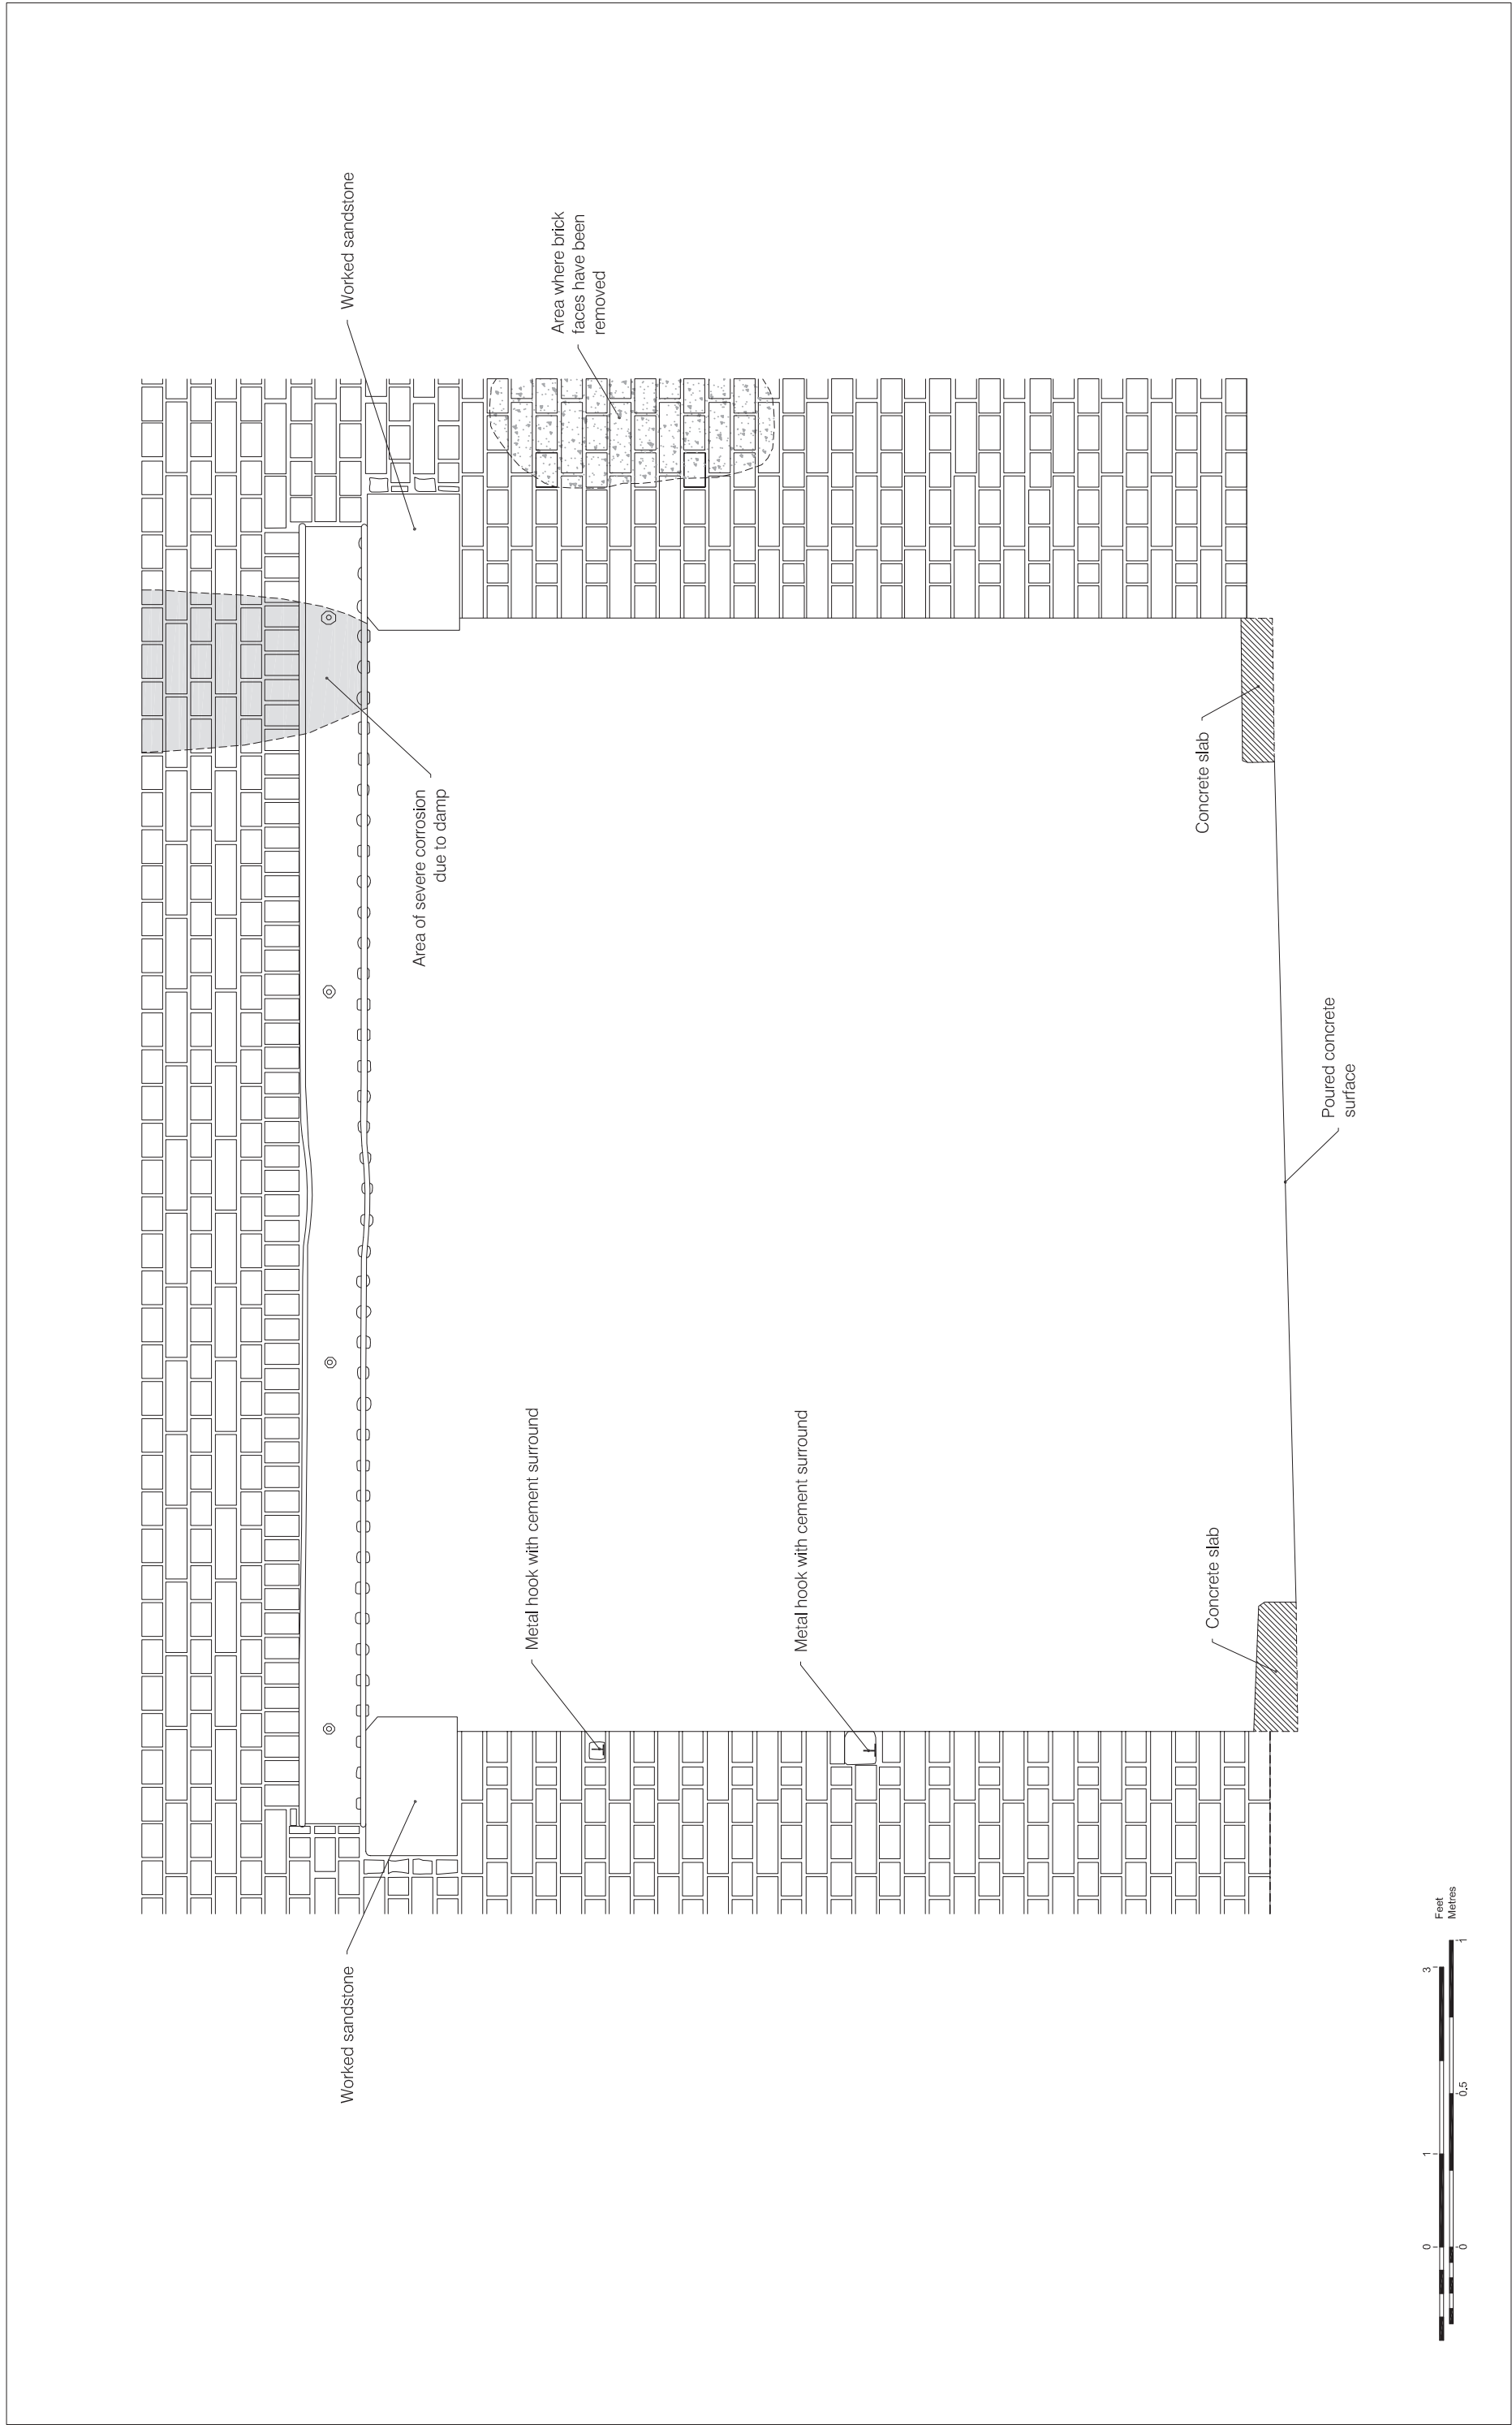 Worked sandstone
Worked sandstone
Area of severe corrosion
due to damp
Area where brick
faces have been
removed
Metal hook with cement surround
Metal hook with cement surround
Concrete slab
Concrete slab
Poured concrete
surface
0
1
3
Feet
Metres
0
0.5
1